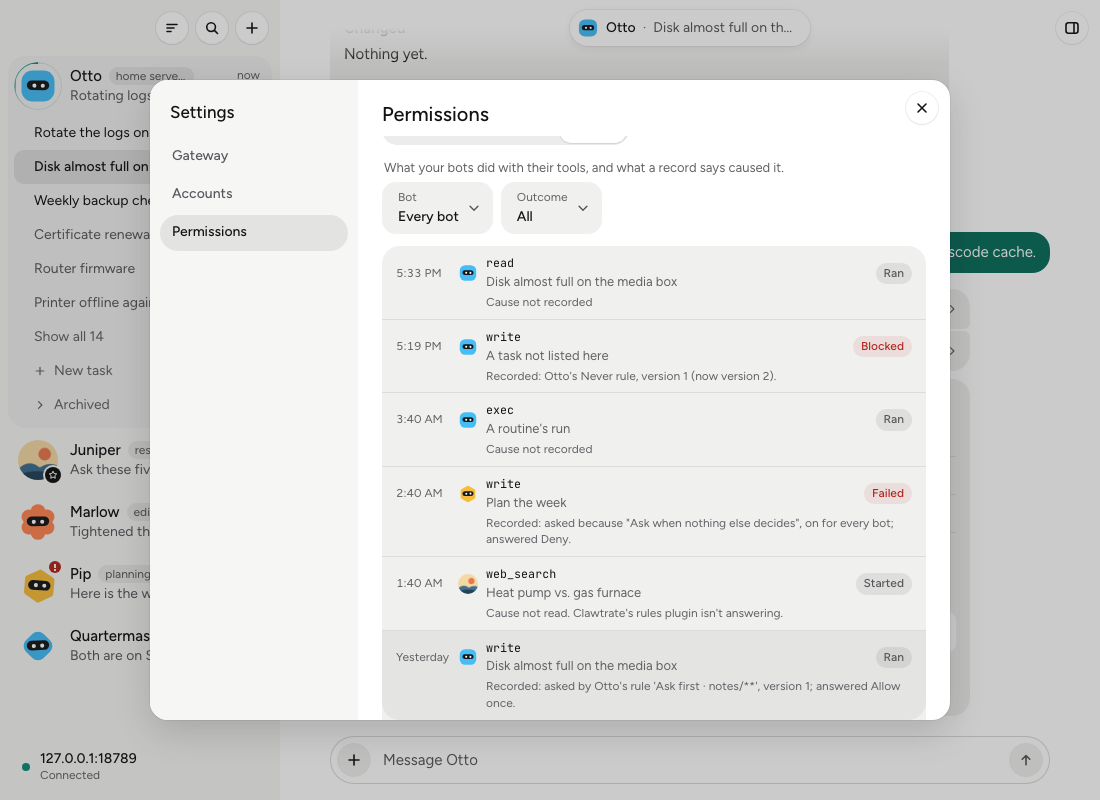 Changed
Otto · Disk almost full on th...
Nothing yet.
Otto home serve... now
Rotating logs
Rotate the logs on
Disk almost full on
Weekly backup che
Certificate renewa
Router firmware
Printer offline agai
Show all 14
New task
Archived
Juniper res
Ask these fiv
Marlow edi
Tightened th
Pip planning
Here is the w
Quartermas
Both are on S
127.0.0.1:18789
Connected
Settings
Gateway
Accounts
Permissions
Permissions
What your bots did with their tools, and what a record says caused it.
Bot
Every bot
Outcome
All
5:33 PM
read
Disk almost full on the media box
Cause not recorded
Ran
5:19 PM
write
A task not listed here
Recorded: Otto's Never rule, version 1 (now version 2).
Blocked
3:40 AM
exec
A routine's run
Cause not recorded
Ran
2:40 AM
write
Plan the week
Recorded: asked because "Ask when nothing else decides", on for every bot;
answered Deny.
Failed
1:40 AM
web_search
Heat pump vs. gas furnace
Cause not read. Clawtrate's rules plugin isn't answering.
Started
Yesterday
write
Disk almost full on the media box
Recorded: asked by Otto's rule 'Ask first · notes/**', version 1; answered Allow
once.
Ran
scode cache.
Message Otto